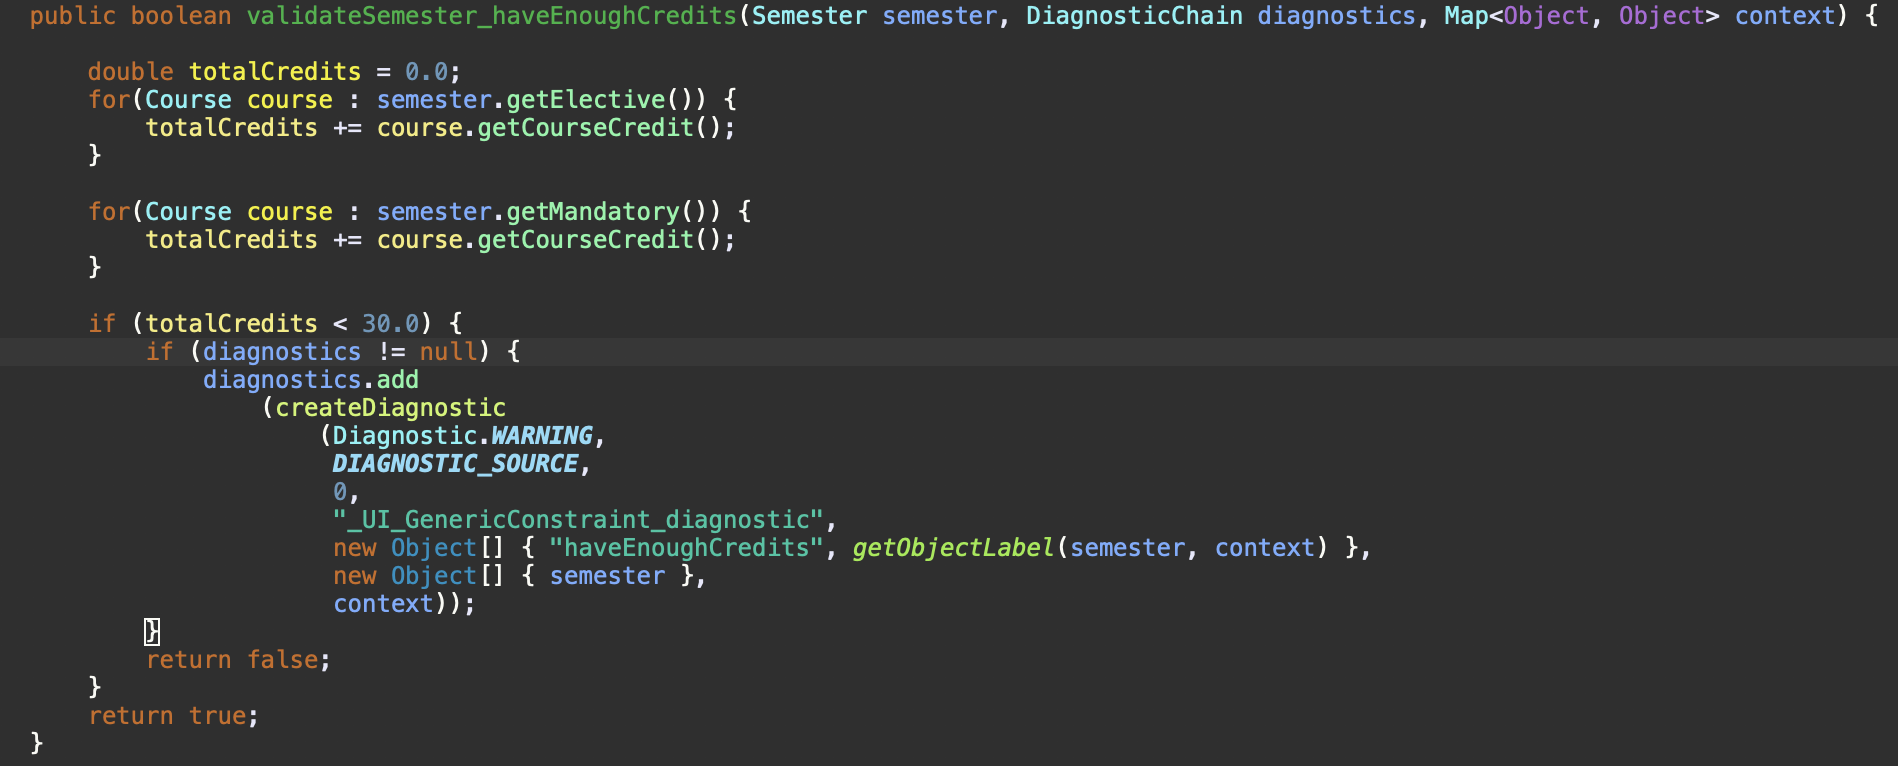 public boolean validateSemester_haveEnoughCredits(Semester semester, DiagnosticChain diagnostics, Map<Object, Object> context) {
double totalCredits = 0.0;
for(Course course : semester.getElective()) {
totalCredits += course.getCourseCredit();
}
for(Course course : semester.getMandatory()) {
totalCredits += course.getCourseCredit();
}
if (totalCredits < 30.0) {
if (diagnostics != null) {
diagnostics.add
(createDiagnostic
(Diagnostic.WARNING,
DIAGNOSTIC_SOURCE,
0,
"_UI_GenericConstraint_diagnostic",
new Object[] { "haveEnoughCredits", getObjectLabel(semester, context) },
new Object[] { semester },
context));
}
return false;
}
return true;
}